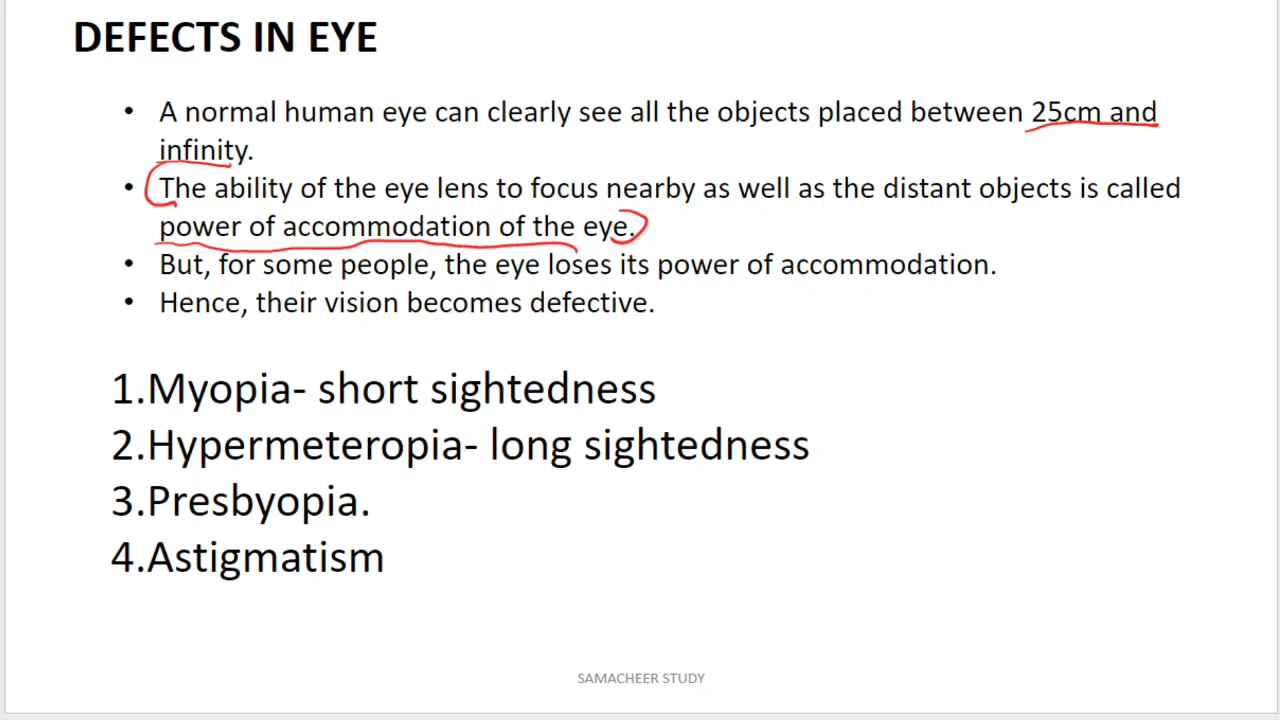 DEFECTS IN EYE
• A normal human eye can clearly see all the objects placed between 25cm and
infinity.
• The ability of the eye lens to focus nearby as well as the distant objects is called
power of accommodation of the eye.
• But, for some people, the eye loses its power of accommodation.
• Hence, their vision becomes defective.
1.Myopia- short sightedness
2.Hypermeteropia- long sightedness
3.Presbyopia.
4.Astigmatism
SAMACHEER STUDY